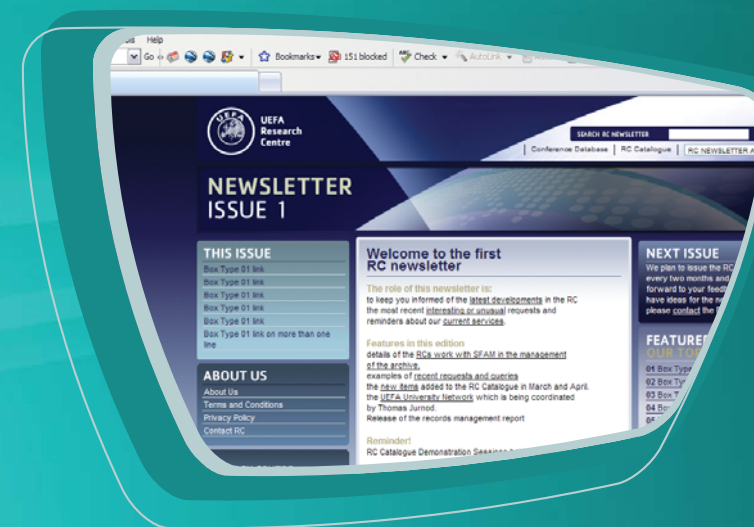 Help
Go
Bookmarks
151 blocked
Check
AutoLink
UEFA
UEFA
Research
Centre
SEARCH RC NEWSLETTER
Conference Database | RC Catalogue | RC NEWSLETTER
NEWSLETTER
ISSUE 1
THIS ISSUE
Box Type 01 link
Box Type 01 link
Box Type 01 link
Box Type 01 link
Box Type 01 link
Box Type 01 link on more than one
line
ABOUT US
About Us
Terms and Conditions
Privacy Policy
Contact RC
Welcome to the first
RC newsletter
The role of this newsletter is:
to keep you informed of the latest developments in the RC
the most recent interesting or unusual requests and
reminders about our current services.
Features in this edition
details of the RCs work with SFAM in the management
of the archive,
examples of recent requests and queries
the new items added to the RC Catalogue in March and April.
the UEFA University Network which is being coordinated
by Thomas Jurnod.
Release of the records management report
Reminder!
RC Catalogue Demonstration
NEXT ISSUE
We plan to issue the RC
every two months and
forward to your
have ideas for the
please contact the
OUR
01 Box Type
02 Box
03 Box
04